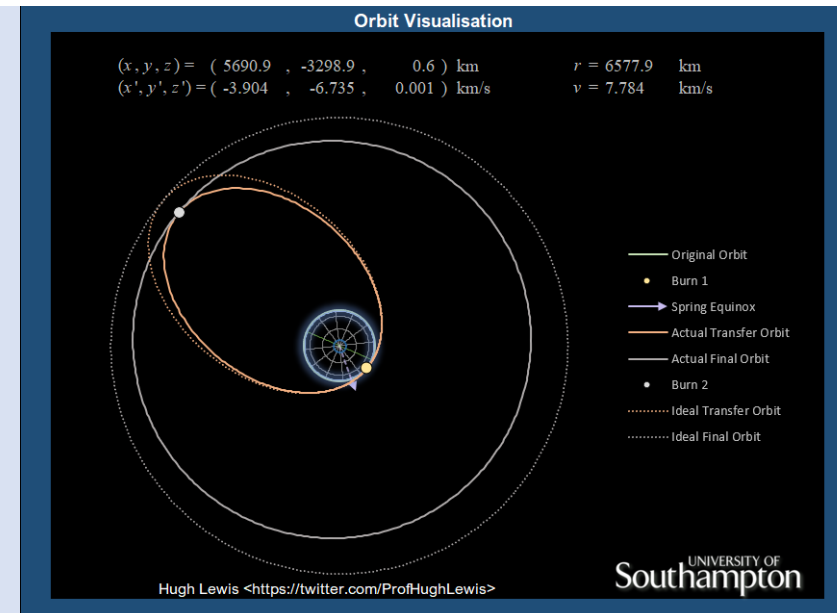 Orbit Visualisation
(x, y, z) = ( 5690.9 , -3298.9 , 0.6 ) km r = 6577.9 km
(x', y', z') = ( -3.904 , -6.735 , 0.001 ) km/s v = 7.784 km/s
Original Orbit
Burn 1
Spring Equinox
Actual Transfer Orbit
Actual Final Orbit
Burn 2
Ideal Transfer Orbit
Ideal Final Orbit
UNIVERSITY OF
Southampton
Hugh Lewis <https://twitter.com/ProfHughLewis>